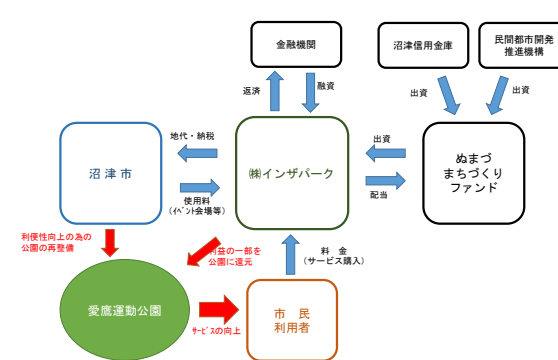 金融機関
沼津信用金庫
民間都市開発
推進機構
返済
融資
出資
出資
地代・納税
出資
沼津市
㈱インザパーク
ぬまづ
まちづくり
ファンド
使用料
（ｲﾍﾞﾝﾄ会場等）
配当
利便性向上の為の
公園の再整備
利益の一部を
公園に還元
料金
（サービス購入）
愛鷹運動公園
ｻｰﾋﾞｽの向上
市民
利用者